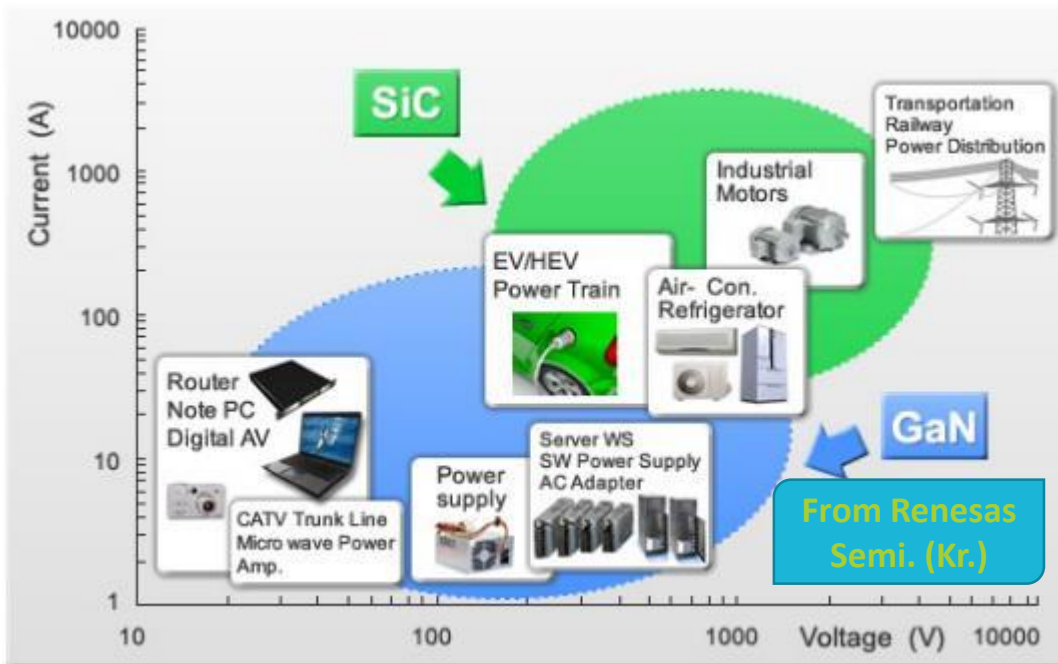 10000
1000
100
10
1
Current (A)
SiC
Transportation
Railway
Power Distribution
Industrial
Motors
EV/HEV
Power Train
Air- Con.
Refrigerator
Router
Note PC
Digital AV
GaN
Server WS
SW Power Supply
AC Adapter
Power
supply
CATV Trunk Line
Micro wave Power
Amp.
From Renesas
Semi. (Kr.)
10
100
1000
Voltage (V)
10000